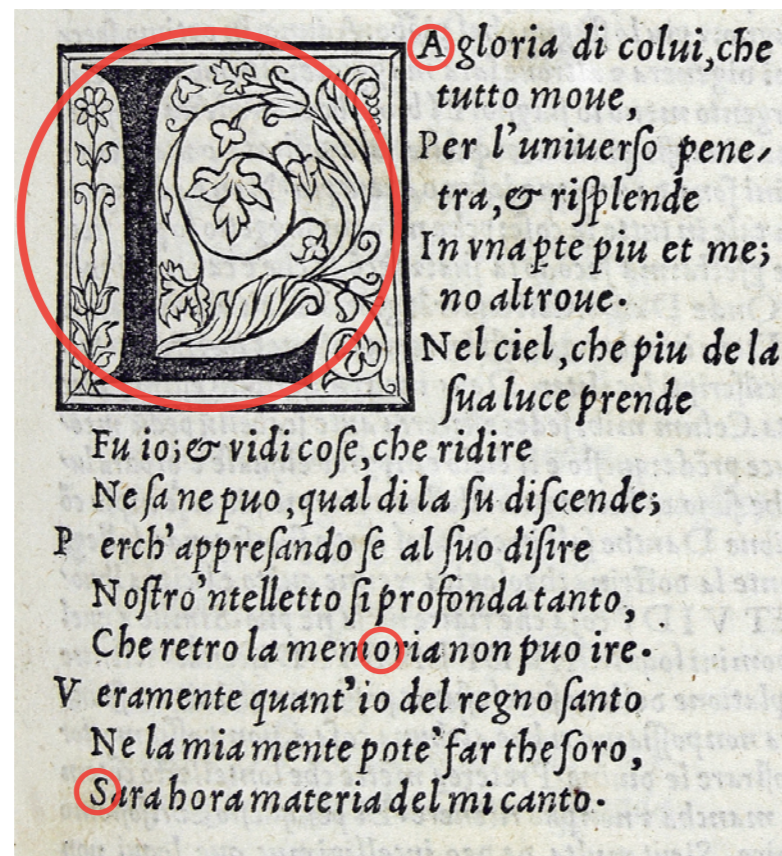 LA gloria di colui,che
tutto moue,
Per l'uniuerſo pene-
tra,& riſplende
In vna ꝑte piu et me;
no altroue.
Nel ciel,che piu de la
ſua luce prende
Fu io;& vidi coſe,che ridire
Ne ſa ne puo,qual di la ſu diſcende;
P erch'appreſando ſe al ſuo diſire
Noſtro'ntelletto ſi profonda tanto,
Che retro la memoria non puo ire.
V eramente quant'io del regno ſanto
Ne la mia mente pote' far theſoro,
Sara hora materia del mi canto.